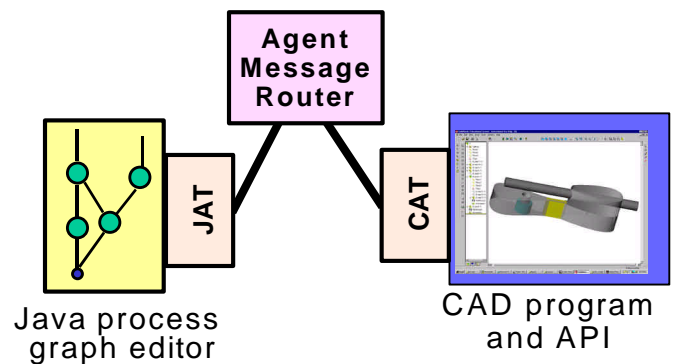 Agent
Message
Router
JAT
CAT
Java process
graph editor
CAD program
and API